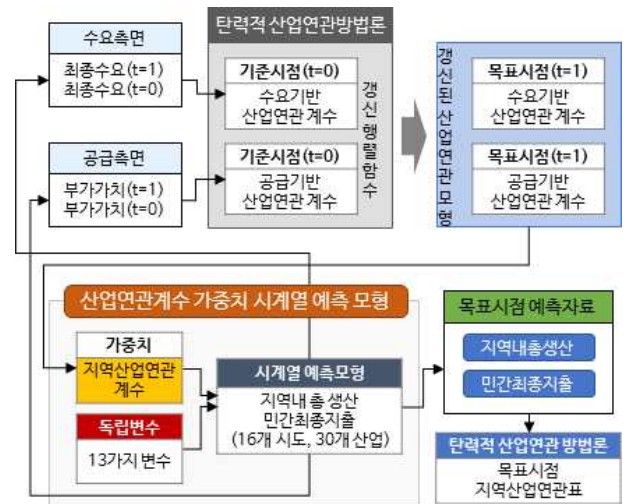 탄력적 산업연관방법론
수요측면
최종수요(t=1)
최종수요(t=0)
공급측면
부가가치(t=1)
부가가치(t=0)
기준시점(t=0)
수요기반
산업연관 계수
기준시점(t=0)
공급기반
산업연관 계수
갱신행렬함수
갱신된 산업연관모형
목표시점(t=1)
수요기반
산업연관 계수
목표시점(t=1)
공급기반
산업연관 계수
산업연관계수 가중치 시계열 예측 모형
가중치
지역산업연관
계수
독립변수
13가지 변수
시계열 예측모형
지역내 총 생산
민간최종지출
(16개 시도, 30개 산업)
목표시점 예측자료
지역내총생산
민간최종지출
탄력적 산업연관 방법론
목표시점
지역산업연관표